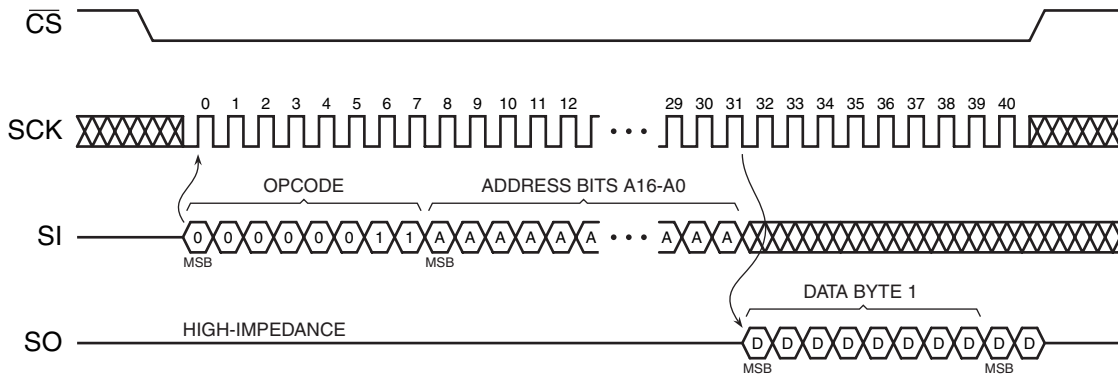 CS
0 1 2 3 4 5 6 7 8 9 10 11 12 29 30 31 32 33 34 35 36 37 38 39 40
SCK
OPCODE ADDRESS BITS A16-A0
SI 0 0 0 0 0 0 1 1 A A A A A A • • • A A A
MSB MSB
DATA BYTE 1
HIGH-IMPEDANCE
SO D D D D D D D D D D
MSB MSB